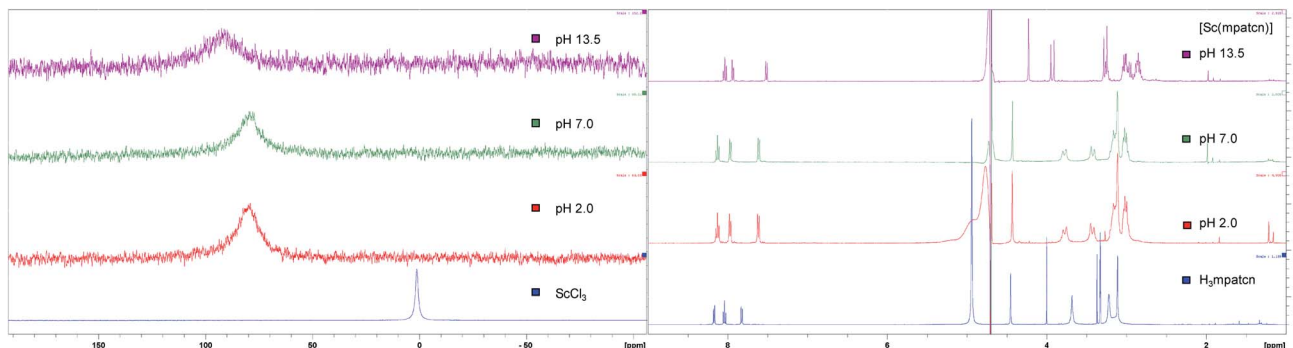 pH 13.5
pH 7.0
pH 2.0
ScCl3
150
100
50
0
- 50
[ppm]
[Sc(mpatcn)]
pH 13.5
pH 7.0
pH 2.0
H3mpatcn
8
6
4
2
[ppm]